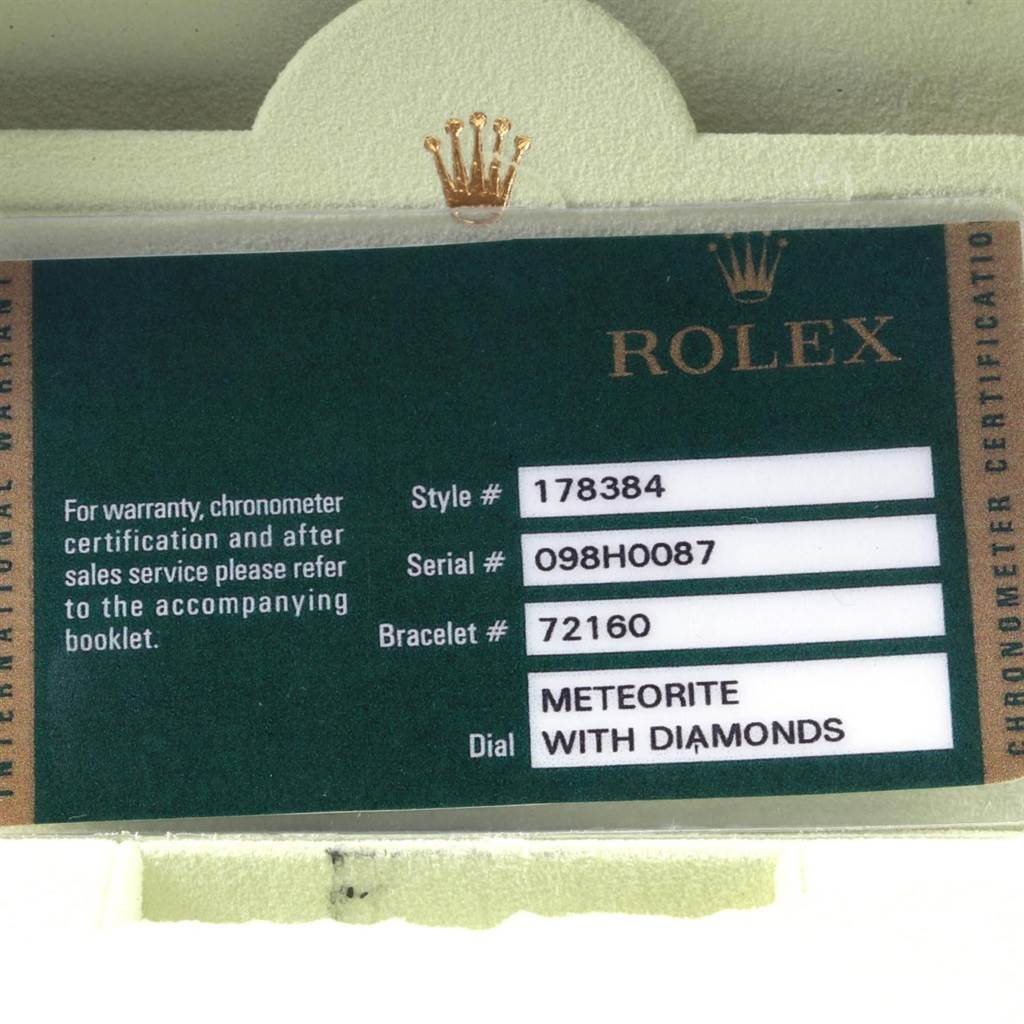 ROLEX
For warranty, chronometer
certification and after
sales service please refer
to the accompanying
booklet.
Style # 178384
Serial # 098H0087
Bracelet # 72160
Dial METEORITE
WITH DIAMONDS
INTERNATIONAL WARRANT
CHRONOMETER CERTIFICATIO